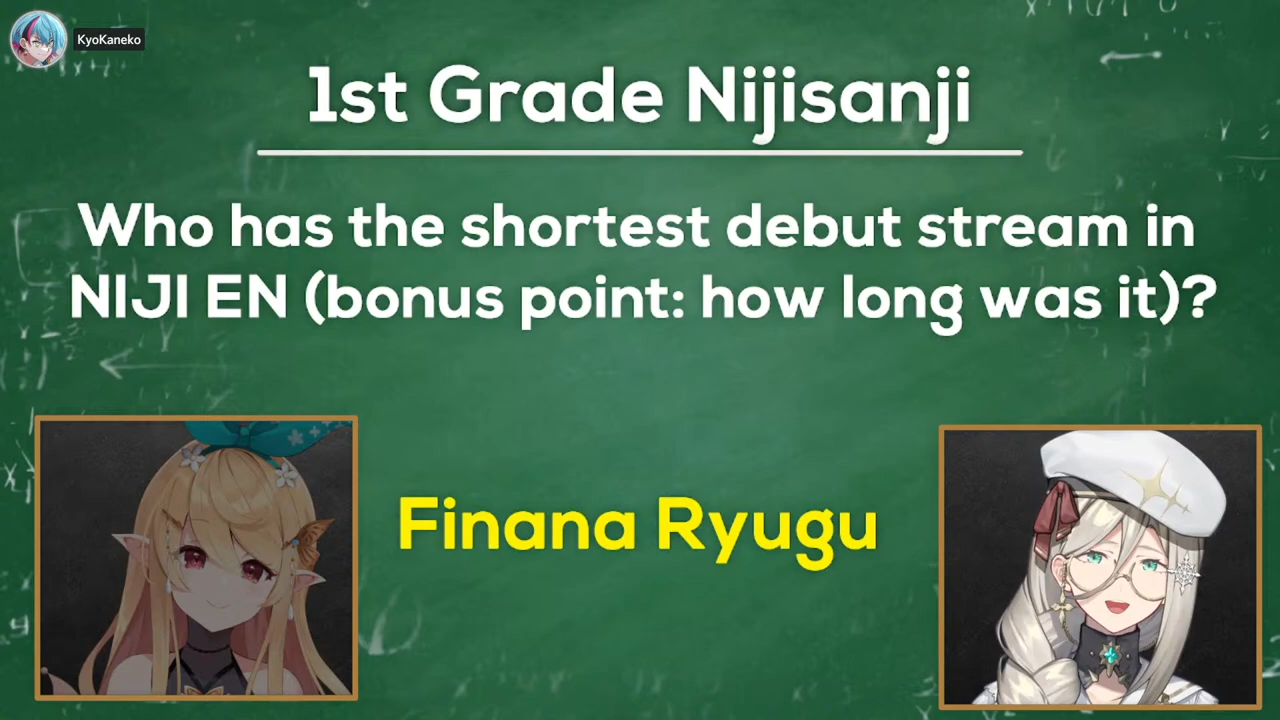 KyoKaneko
1st Grade Nijisanji
Who has the shortest debut stream in
NIJI EN (bonus point: how long was it)?
Finana Ryugu